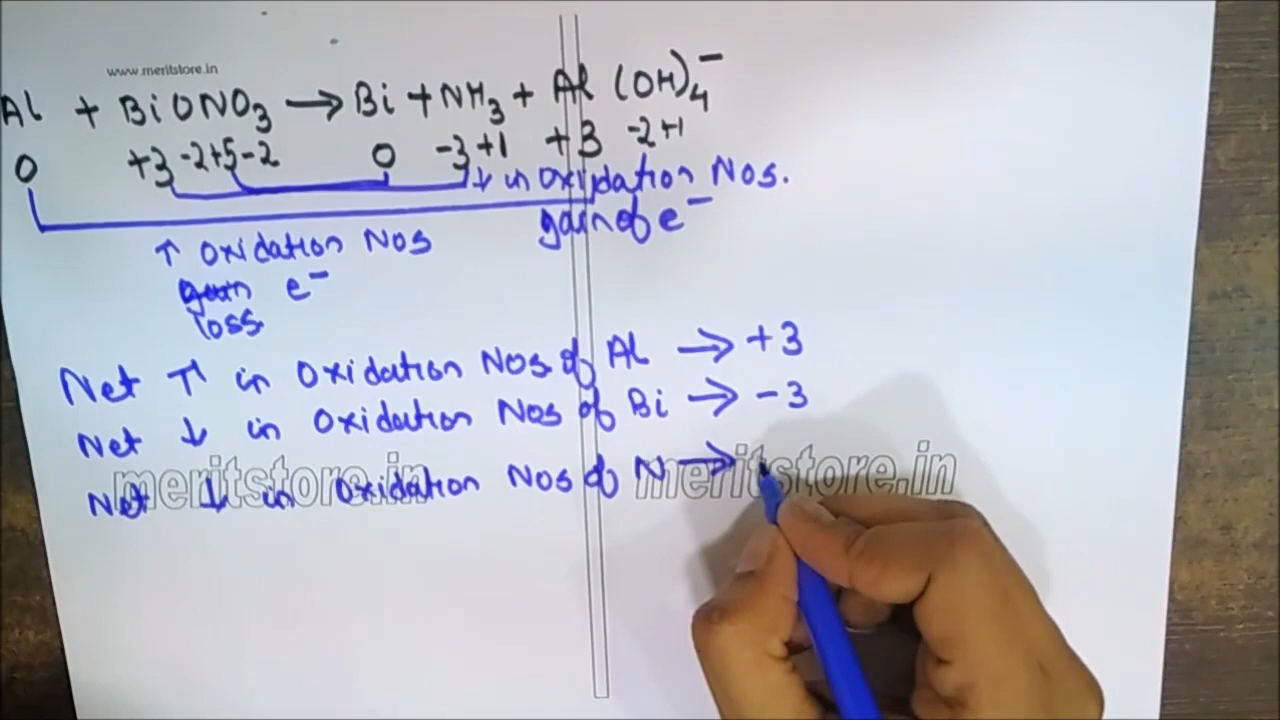 www.meritstore.in
Al + BiONO3 → Bi + NH3 + Al (OH)4⁻
0 +3 -2+5-2 0 -3 +1 +3 -2+1
↓ in Oxidation Nos.
gain of e⁻
↑ Oxidation Nos
gain e⁻
loss
Net ↑ in Oxidation Nos of Al → +3
Net ↓ in Oxidation Nos of Bi → -3
Net ↓ in Oxidation Nos of N →
meritstore.in meritstore.in